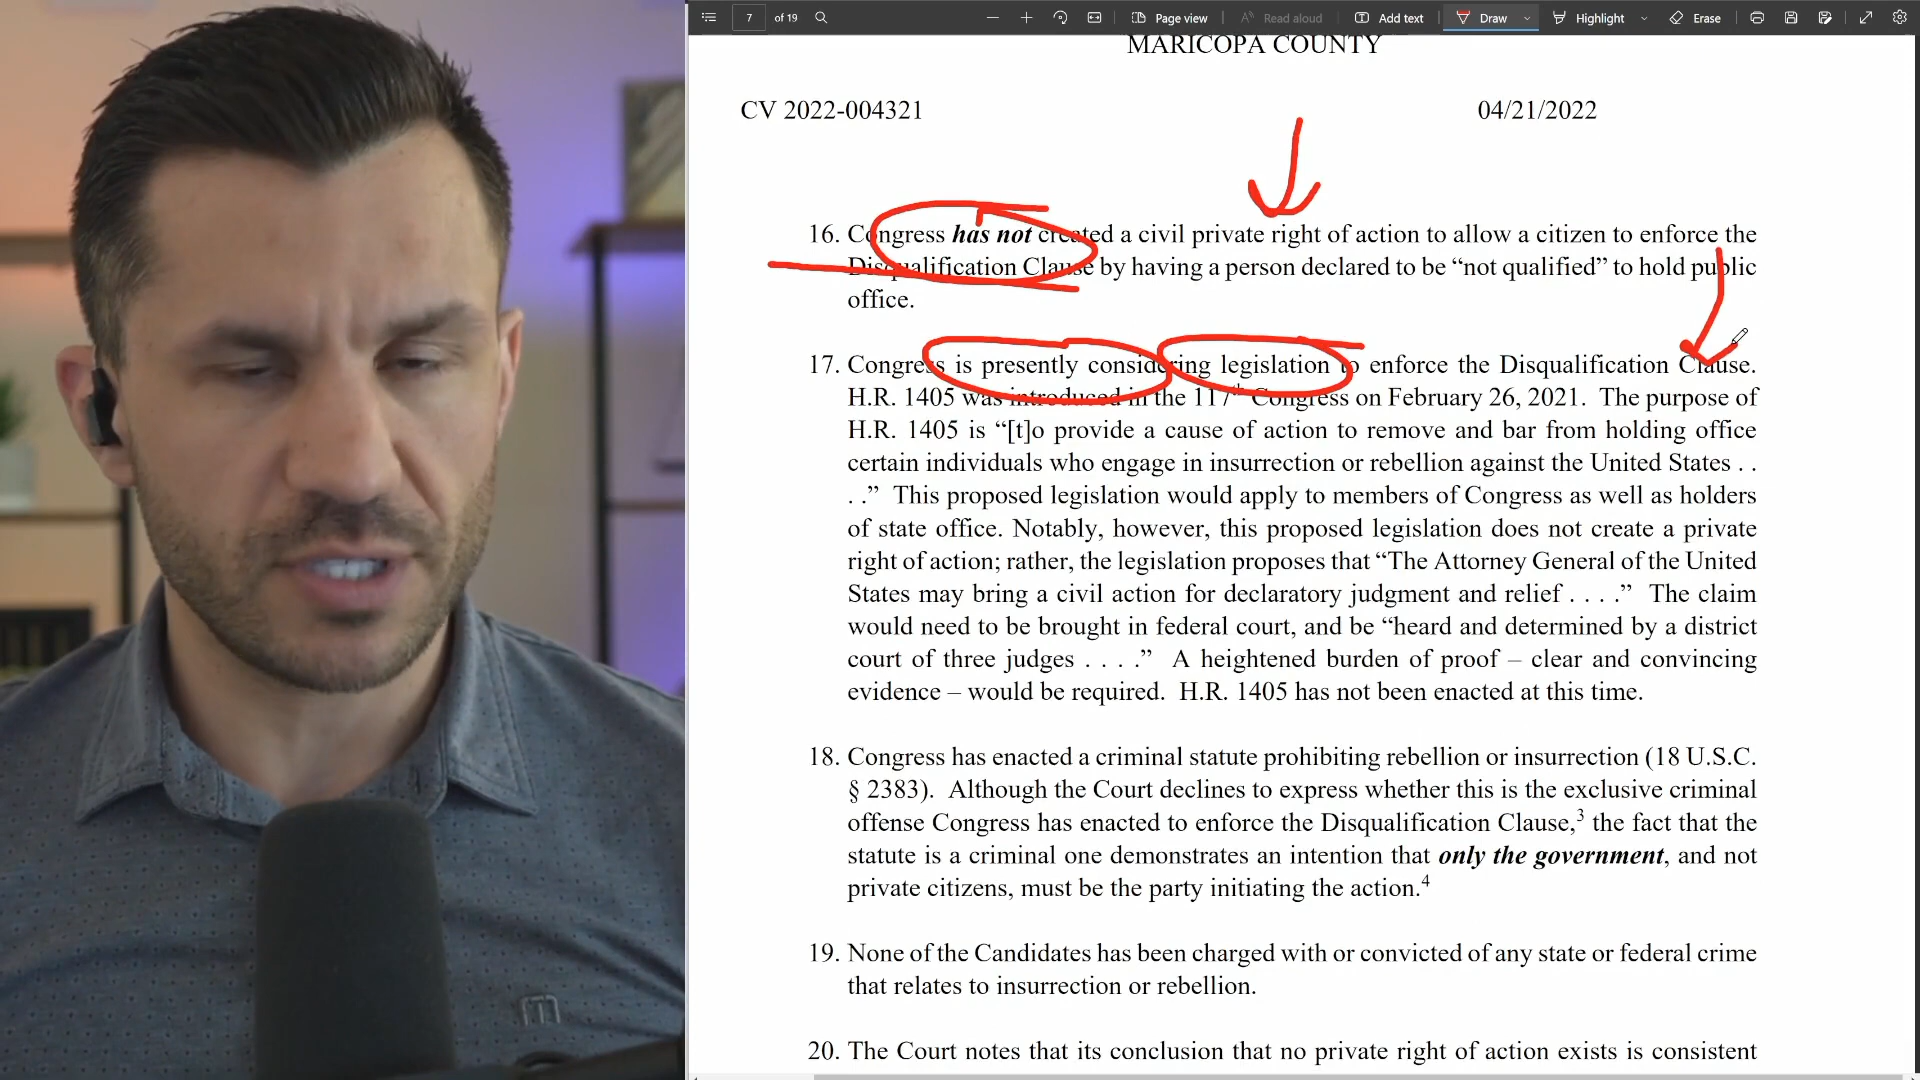 7 of 19 Page view Read aloud Add text Draw Highlight Erase
MARICOPA COUNTY
CV 2022-004321 04/21/2022
16. Congress has not created a civil private right of action to allow a citizen to enforce the
Disqualification Clause by having a person declared to be “not qualified” to hold public
office.
17. Congress is presently considering legislation to enforce the Disqualification Clause.
H.R. 1405 was introduced in the 117th Congress on February 26, 2021. The purpose of
H.R. 1405 is “[t]o provide a cause of action to remove and bar from holding office
certain individuals who engage in insurrection or rebellion against the United States . .
. .” This proposed legislation would apply to members of Congress as well as holders
of state office. Notably, however, this proposed legislation does not create a private
right of action; rather, the legislation proposes that “The Attorney General of the United
States may bring a civil action for declaratory judgment and relief . . . .” The claim
would need to be brought in federal court, and be “heard and determined by a district
court of three judges . . . .” A heightened burden of proof – clear and convincing
evidence – would be required. H.R. 1405 has not been enacted at this time.
18. Congress has enacted a criminal statute prohibiting rebellion or insurrection (18 U.S.C.
§ 2383). Although the Court declines to express whether this is the exclusive criminal
offense Congress has enacted to enforce the Disqualification Clause,3 the fact that the
statute is a criminal one demonstrates an intention that only the government, and not
private citizens, must be the party initiating the action.4
19. None of the Candidates has been charged with or convicted of any state or federal crime
that relates to insurrection or rebellion.
20. The Court notes that its conclusion that no private right of action exists is consistent